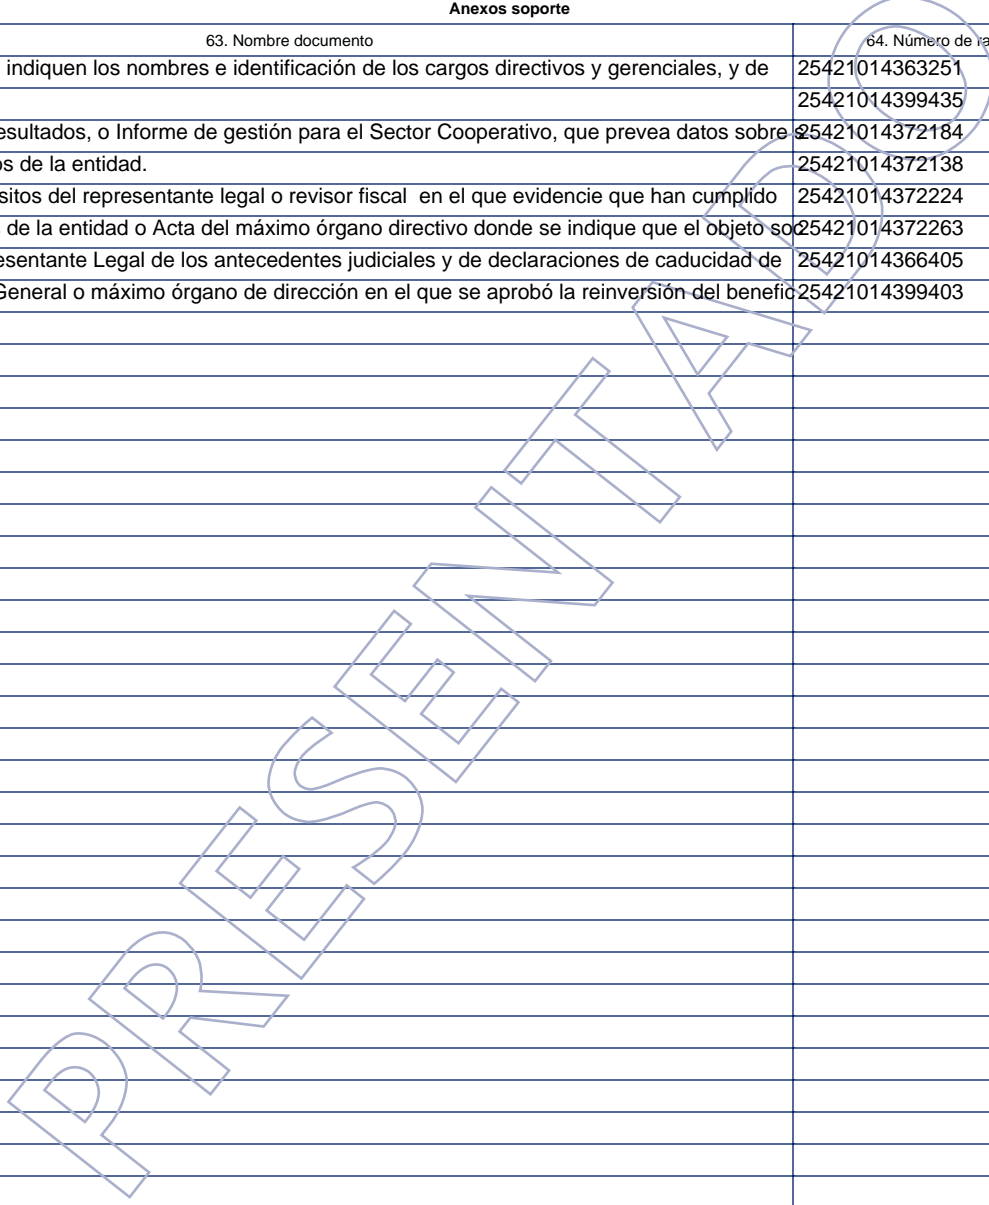 Anexos soporte
63. Nombre documento 64. Número de ra
indiquen los nombres e identificación de los cargos directivos y gerenciales, y de 25421014363251
25421014399435
esultados, o Informe de gestión para el Sector Cooperativo, que prevea datos sobre s 25421014372184
os de la entidad. 25421014372138
sitos del representante legal o revisor fiscal en el que evidencie que han cumplido 25421014372224
de la entidad o Acta del máximo órgano directivo donde se indique que el objeto soc 25421014372263
esentante Legal de los antecedentes judiciales y de declaraciones de caducidad de 25421014366405
General o máximo órgano de dirección en el que se aprobó la reinversión del benefic 25421014399403
PRESENTADO